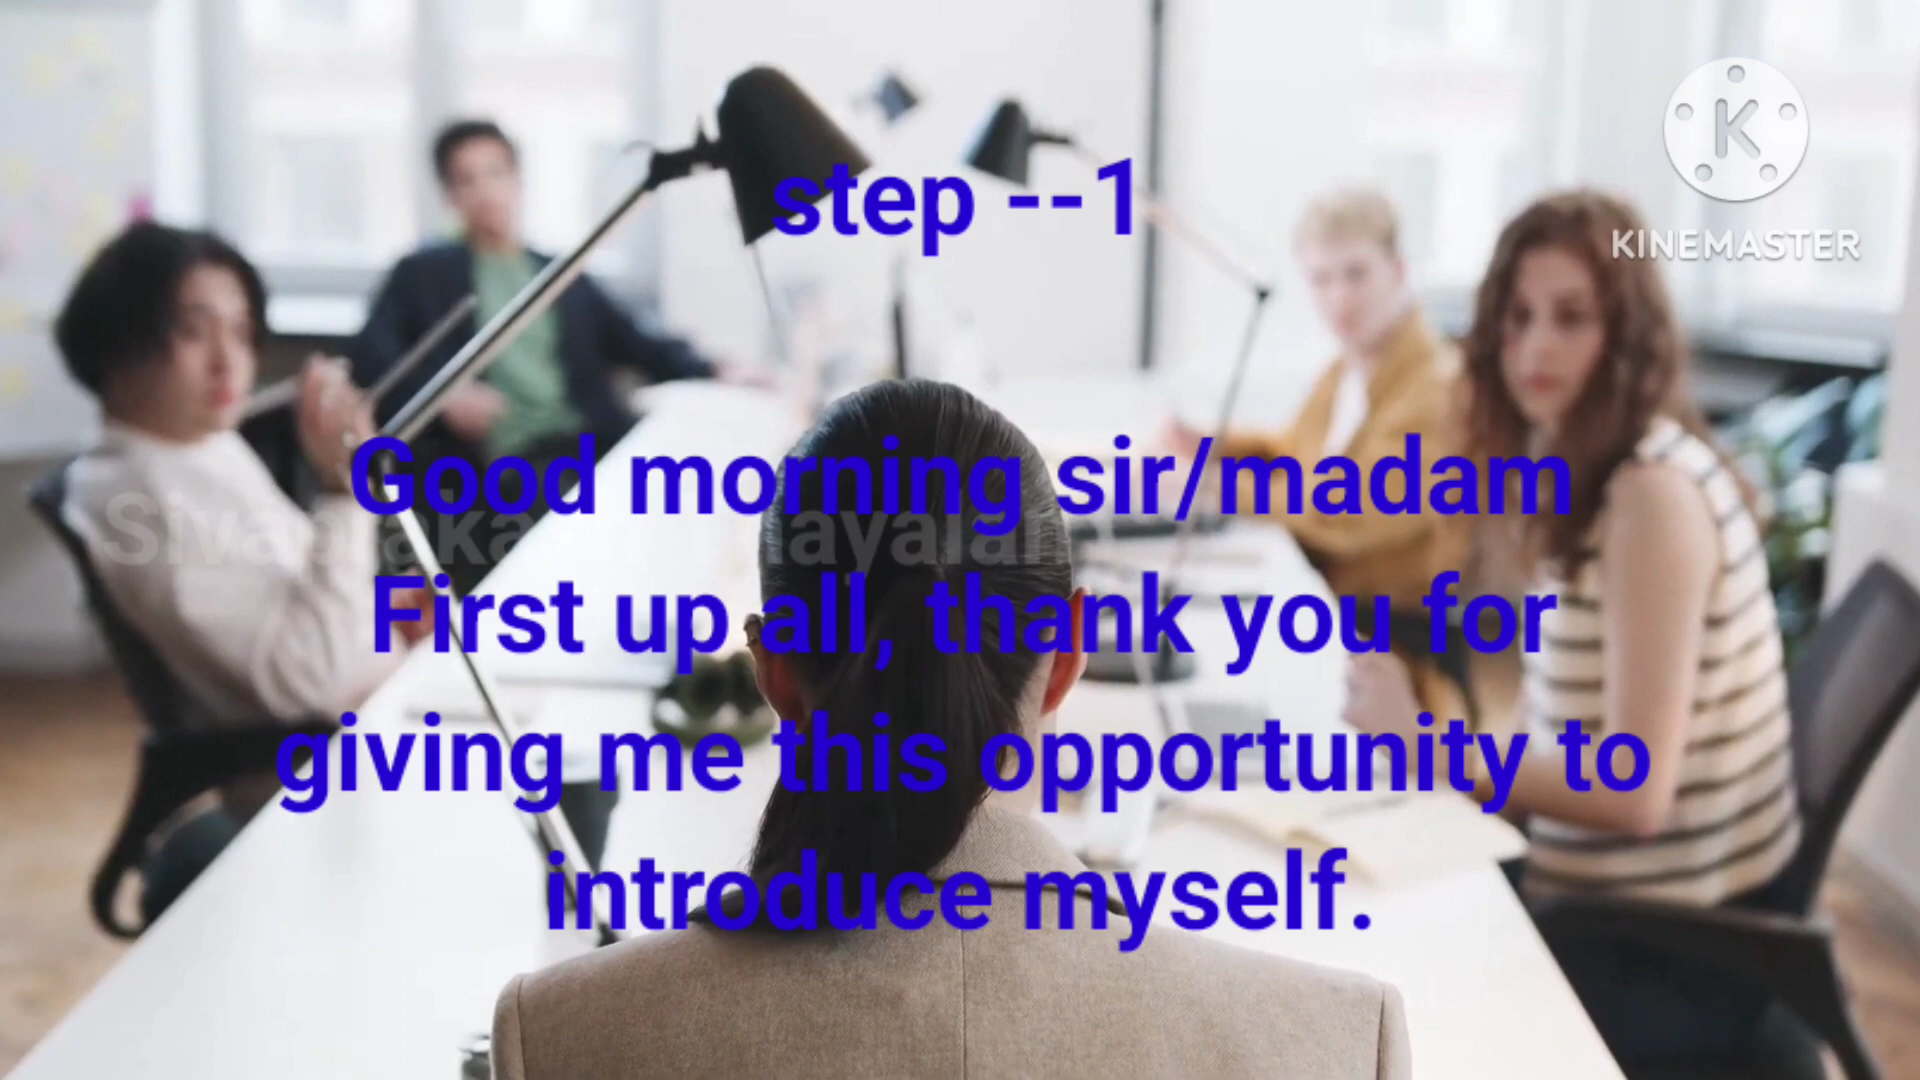 step --1
KINEMASTER
Good morning sir/madam
First up all, thank you for
giving me this opportunity to
introduce myself.